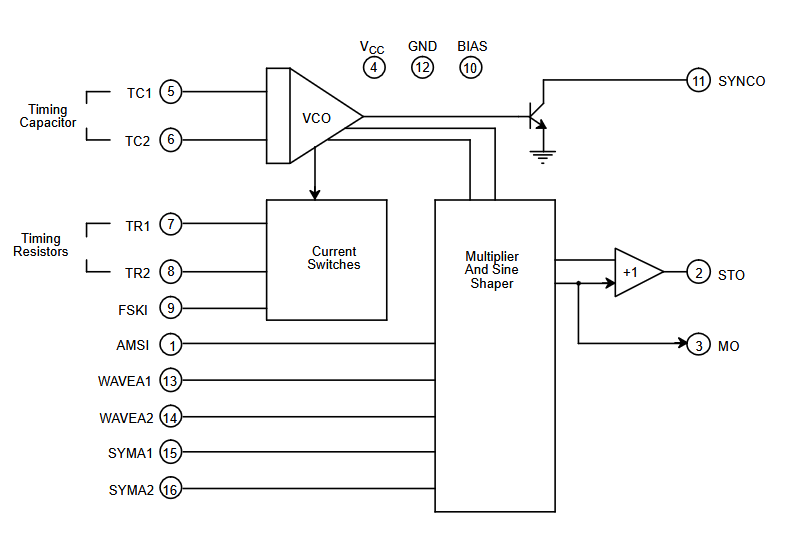 VCC GND BIAS
4 12 10
11 SYNCO
Timing
Capacitor
TC1 5
TC2 6
VCO
Timing
Resistors
TR1 7
TR2 8
FSKI 9
AMSI 1
WAVEA1 13
WAVEA2 14
SYMA1 15
SYMA2 16
Current
Switches
Multiplier
And Sine
Shaper
+1
2 STO
3 MO